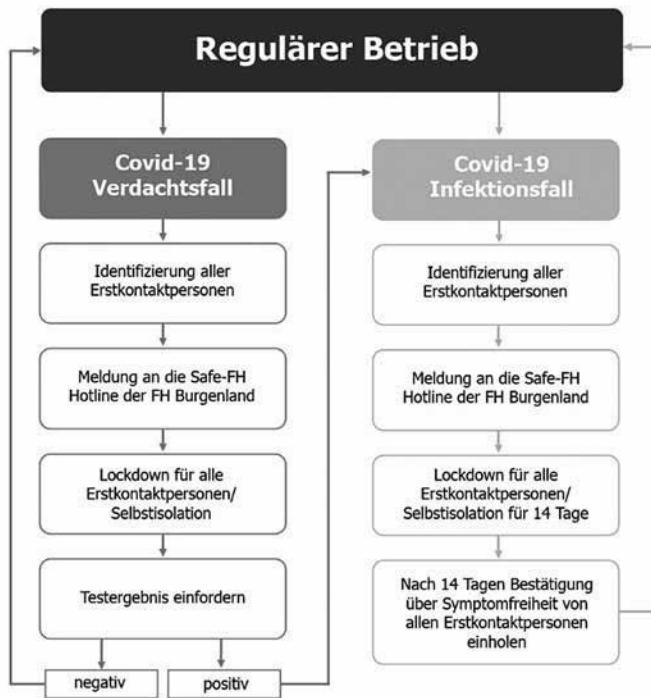 Regulärer Betrieb
Covid-19
Verdachtsfall
Identifizierung aller
Erstkontaktpersonen
Meldung an die Safe-FH
Hotline der FH Burgenland
Lockdown für alle
Erstkontaktpersonen/
Selbstisolation
Testergebnis einfordern
negativ
positiv
Covid-19
Infektionsfall
Identifizierung aller
Erstkontaktpersonen
Meldung an die Safe-FH
Hotline der FH Burgenland
Lockdown für alle
Erstkontaktpersonen/
Selbstisolation für 14 Tage
Nach 14 Tagen Bestätigung
über Symptomfreiheit von
allen Erstkontaktpersonen
einholen